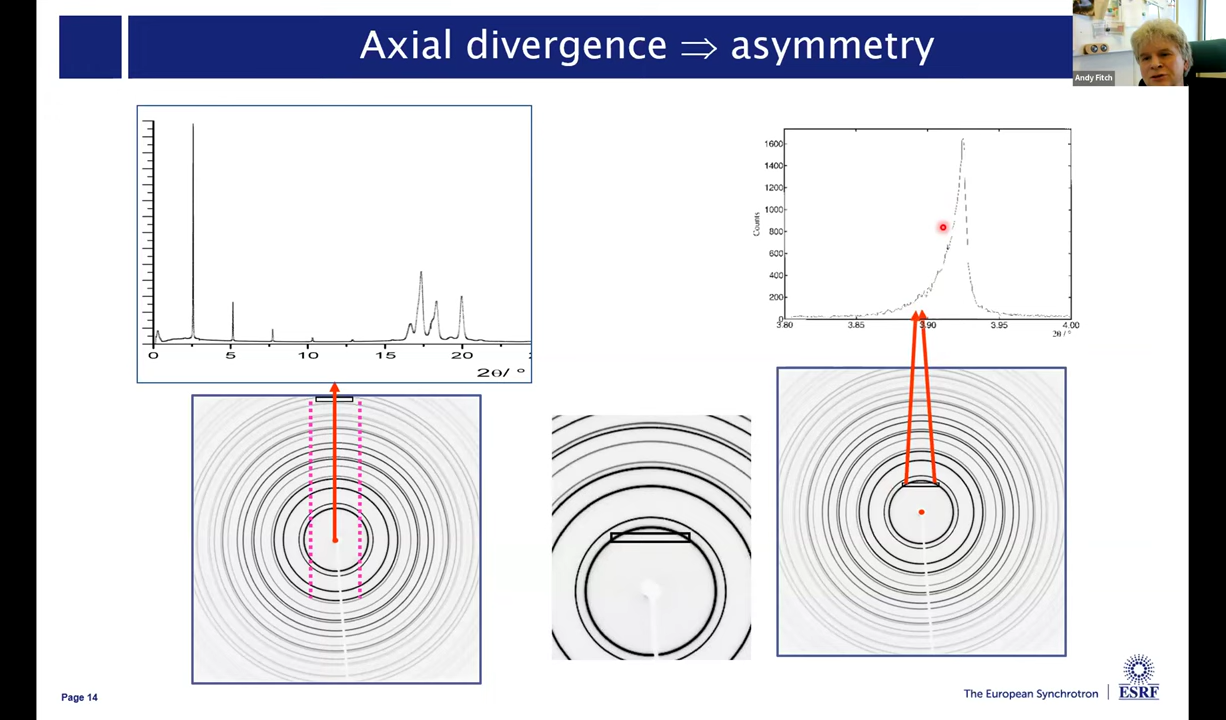 Axial divergence ⇒ asymmetry
Andy Fitch
0 5 10 15 20
2θ/ °
1600
1400
1200
1000
800
600
400
200
0
Counts
3.80 3.85 3.90 3.95 4.00
2θ / °
Page 14
The European Synchrotron
ESRF